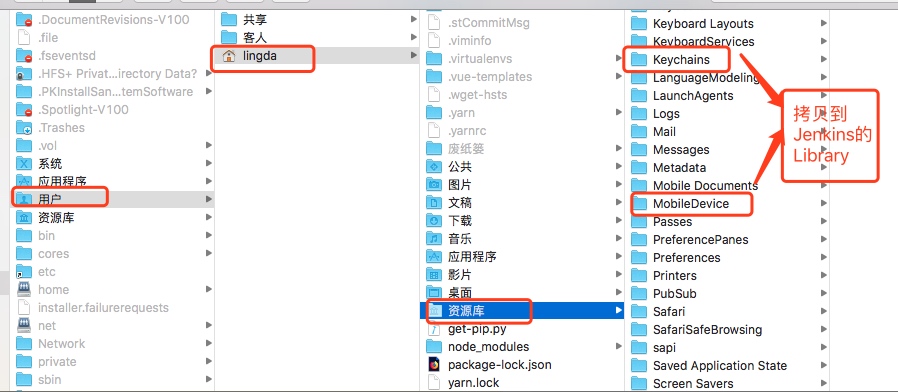 .DocumentRevisions-V100
.file
.fseventsd
.HFS+ Privat...irectory Data?
.PKInstallSan...temSoftware
.Spotlight-V100
.Trashes
.vol
系统
应用程序
用户
资源库
bin
cores
etc
home
installer.failurerequests
net
Network
private
sbin
共享
客人
lingda
.stCommitMsg
.viminfo
.virtualenvs
.vue-templates
.wget-hsts
.yarn
.yarnrc
废纸篓
公共
图片
文稿
下载
音乐
应用程序
影片
桌面
资源库
get-pip.py
node_modules
package-lock.json
yarn.lock
Keyboard Layouts
KeyboardServices
Keychains
LanguageModeling
LaunchAgents
Logs
Mail
Messages
Metadata
Mobile Documents
MobileDevice
Passes
PreferencePanes
Preferences
Printers
PubSub
Safari
SafariSafeBrowsing
sapi
Saved Application State
Screen Savers
拷贝到
Jenkins的
Library